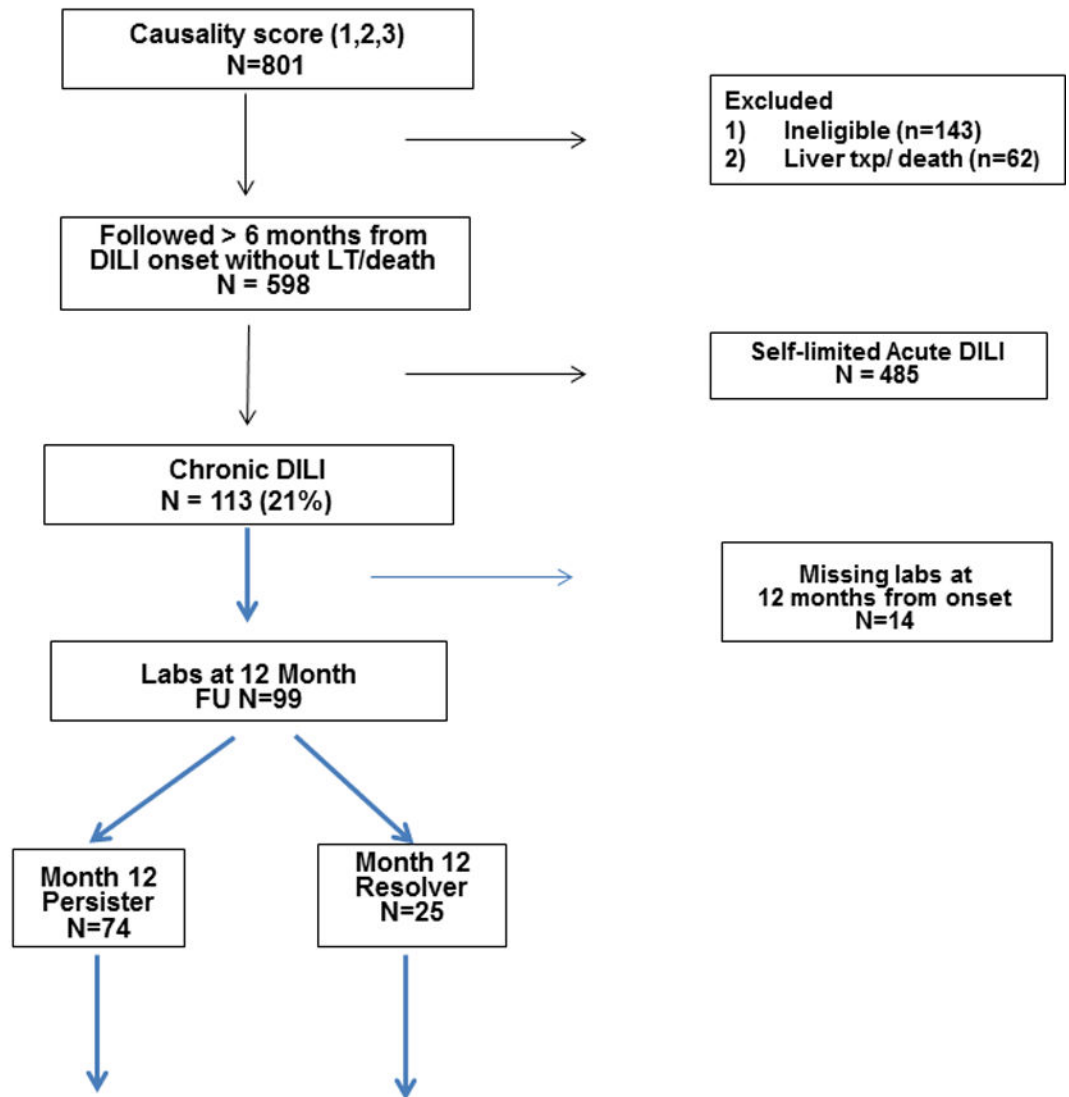 Causality score (1,2,3)
N=801
Excluded
1) Ineligible (n=143)
2) Liver txp/ death (n=62)
Followed > 6 months from
DILI onset without LT/death
N = 598
Self-limited Acute DILI
N = 485
Chronic DILI
N = 113 (21%)
Missing labs at
12 months from onset
N=14
Labs at 12 Month
FU N=99
Month 12
Persister
N=74
Month 12
Resolver
N=25